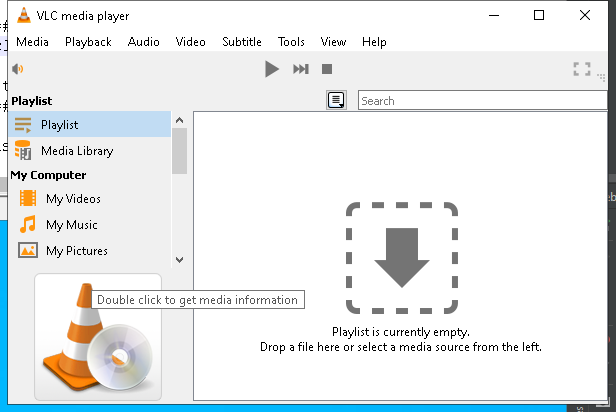 VLC media player
Media Playback Audio Video Subtitle Tools View Help
Playlist
Search
Playlist
Media Library
My Computer
My Videos
My Music
My Pictures
Double click to get media information
Playlist is currently empty.
Drop a file here or select a media source from the left.